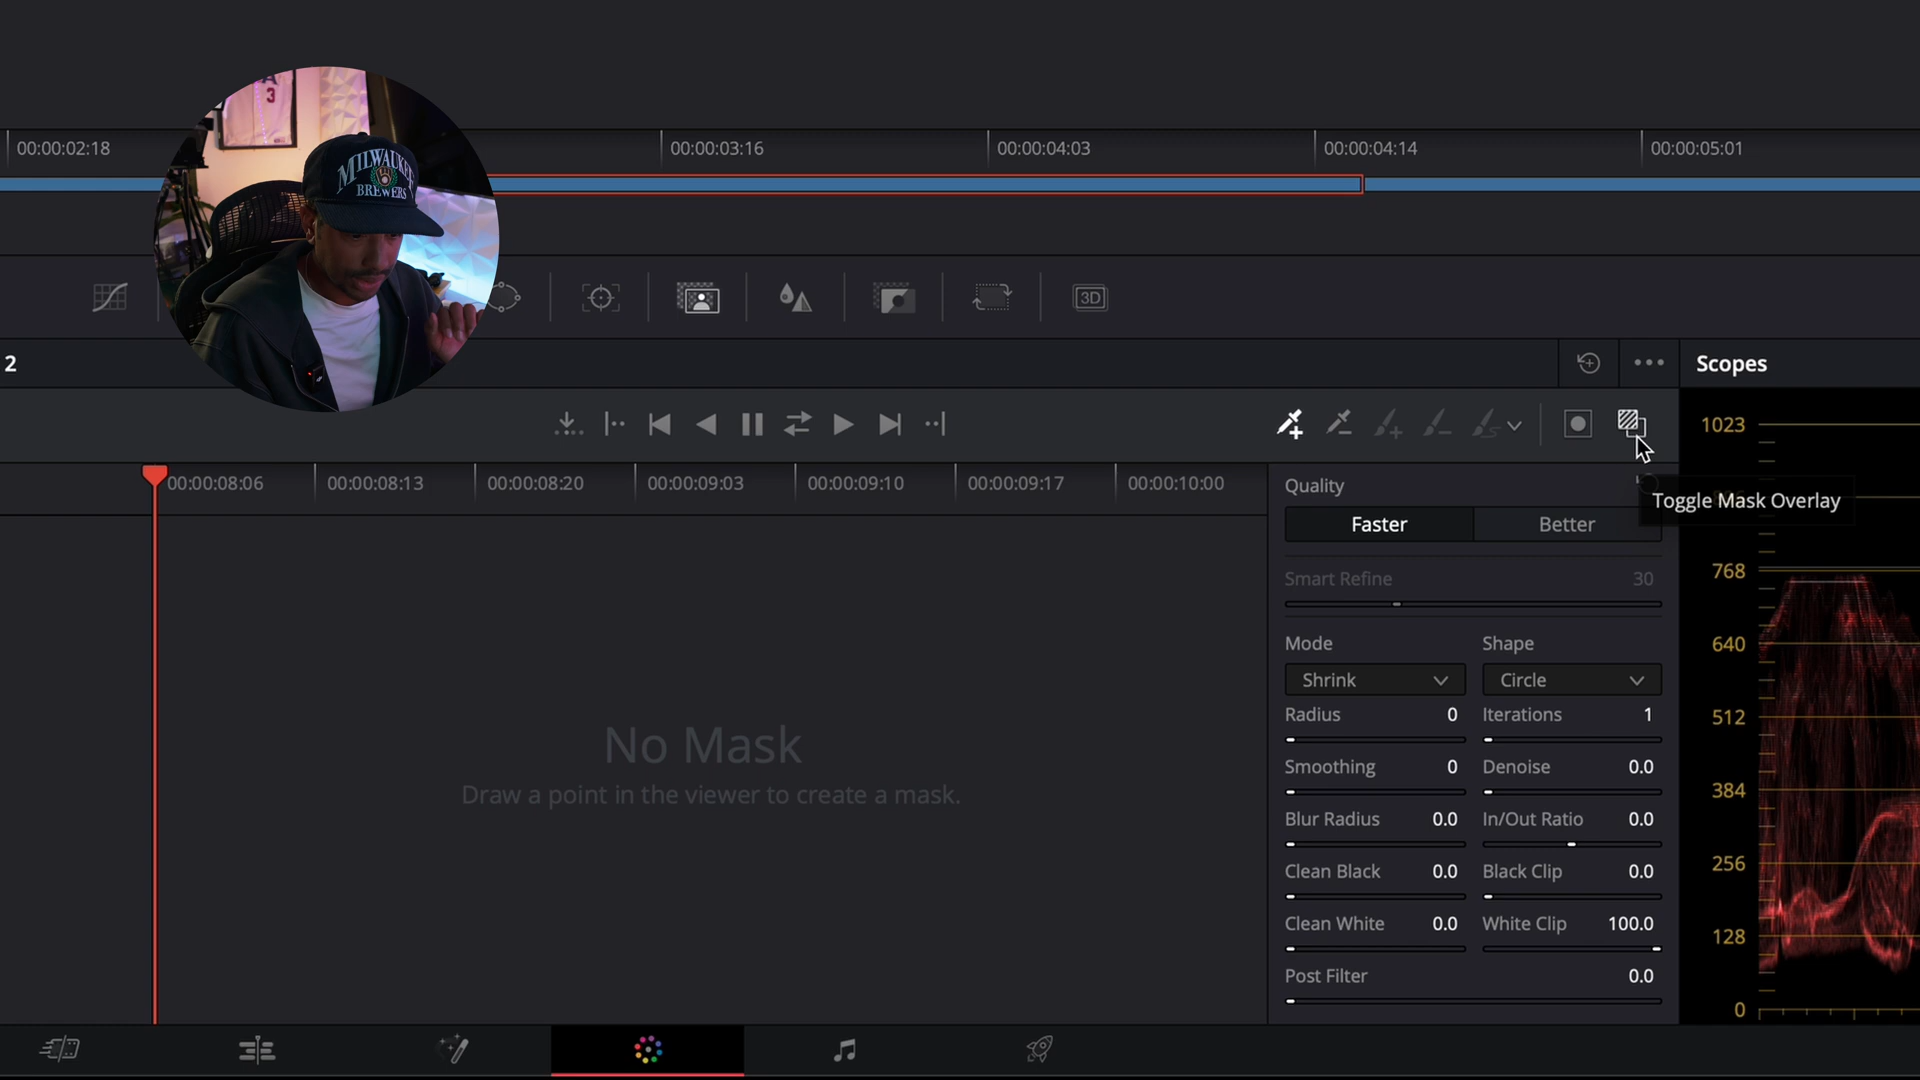 00:00:02:18
00:00:03:16
00:00:04:03
00:00:04:14
00:00:05:01
3
MILWAUKEE
BREWERS
3D
2
Scopes
1023
00:00:08:06
00:00:08:13
00:00:08:20
00:00:09:03
00:00:09:10
00:00:09:17
00:00:10:00
Quality
Toggle Mask Overlay
Faster
Better
768
Smart Refine
30
640
Mode
Shape
Shrink
Circle
Radius
0
Iterations
1
512
No Mask
Draw a point in the viewer to create a mask.
Smoothing
0
Denoise
0.0
384
Blur Radius
0.0
In/Out Ratio
0.0
256
Clean Black
0.0
Black Clip
0.0
Clean White
0.0
White Clip
100.0
128
Post Filter
0.0
0